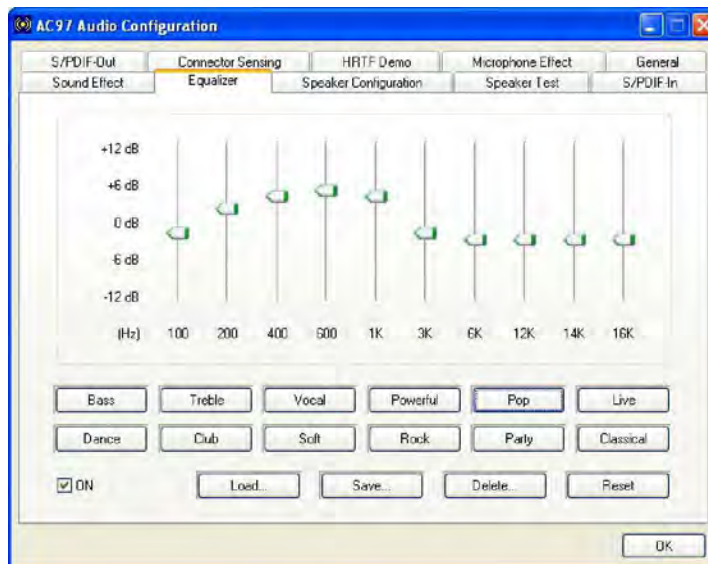 AC97 Audio Configuration
S/PDIF-Out Connector Sensing HRTF Demo Microphone Effect General
Sound Effect Equalizer Speaker Configuration Speaker Test S/PDIF-In
+12 dB
+6 dB
0 dB
-6 dB
-12 dB
(Hz) 100 200 400 600 1K 3K 6K 12K 14K 16K
Bass Treble Vocal Powerful Pop Live
Dance Club Soft Rock Party Classical
ON Load... Save... Delete... Reset
OK